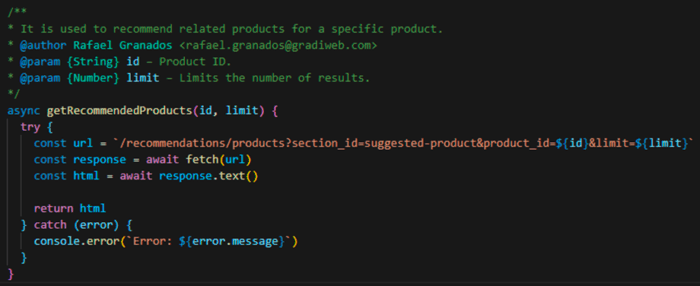 /**
* It is used to recommend related products for a specific product.
* @author Rafael Granados <rafael.granados@gradiweb.com>
* @param {String} id – Product ID.
* @param {Number} limit – Limits the number of results.
*/
async getRecommendedProducts(id, limit) {
  try {
    const url = `/recommendations/products?section_id=suggested-product&product_id=${id}&limit=${limit}`
    const response = await fetch(url)
    const html = await response.text()

    return html
  } catch (error) {
    console.error(`Error: ${error.message}`)
  }
}